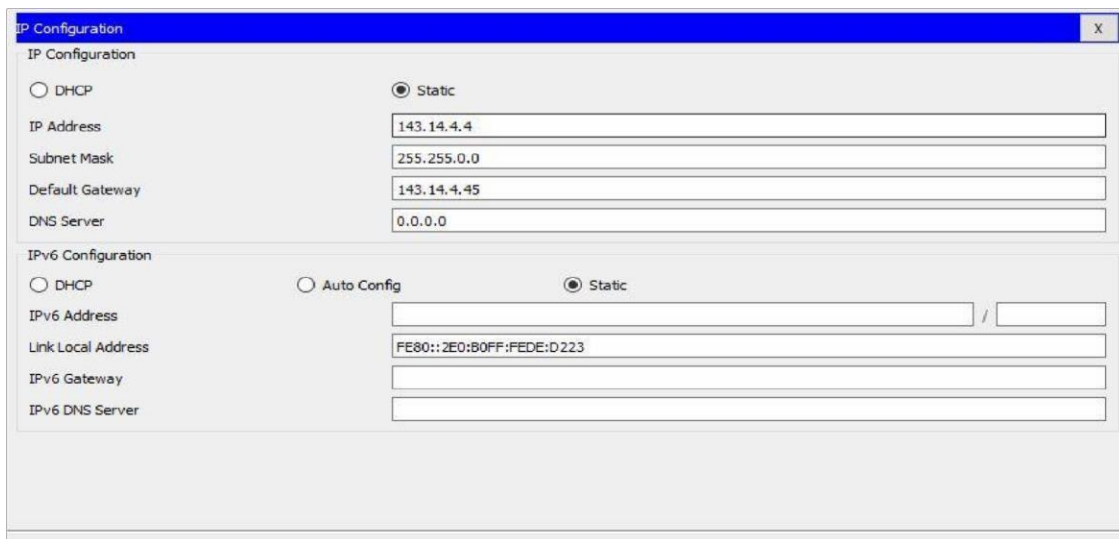 IP Configuration X
IP Configuration
DHCP Static
IP Address 143.14.4.4
Subnet Mask 255.255.0.0
Default Gateway 143.14.4.45
DNS Server 0.0.0.0
IPv6 Configuration
DHCP Auto Config Static
IPv6 Address /
Link Local Address FE80::2E0:B0FF:FEDE:D223
IPv6 Gateway
IPv6 DNS Server